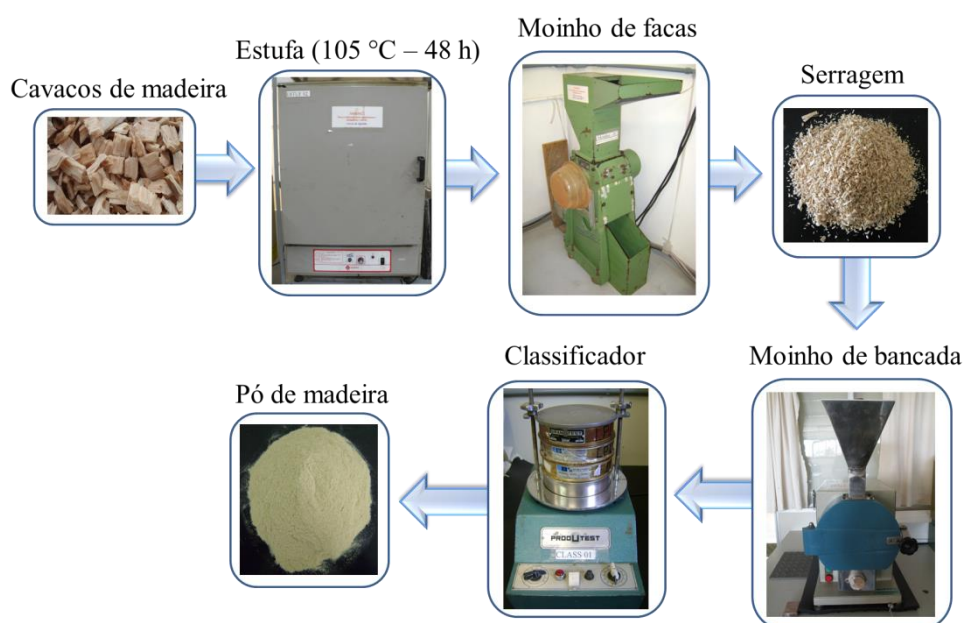 Cavacos de madeira
Estufa (105 °C – 48 h)
Moinho de facas
Serragem
Moinho de bancada
Classificador
PRODUTEST
CLASS 01
Pó de madeira